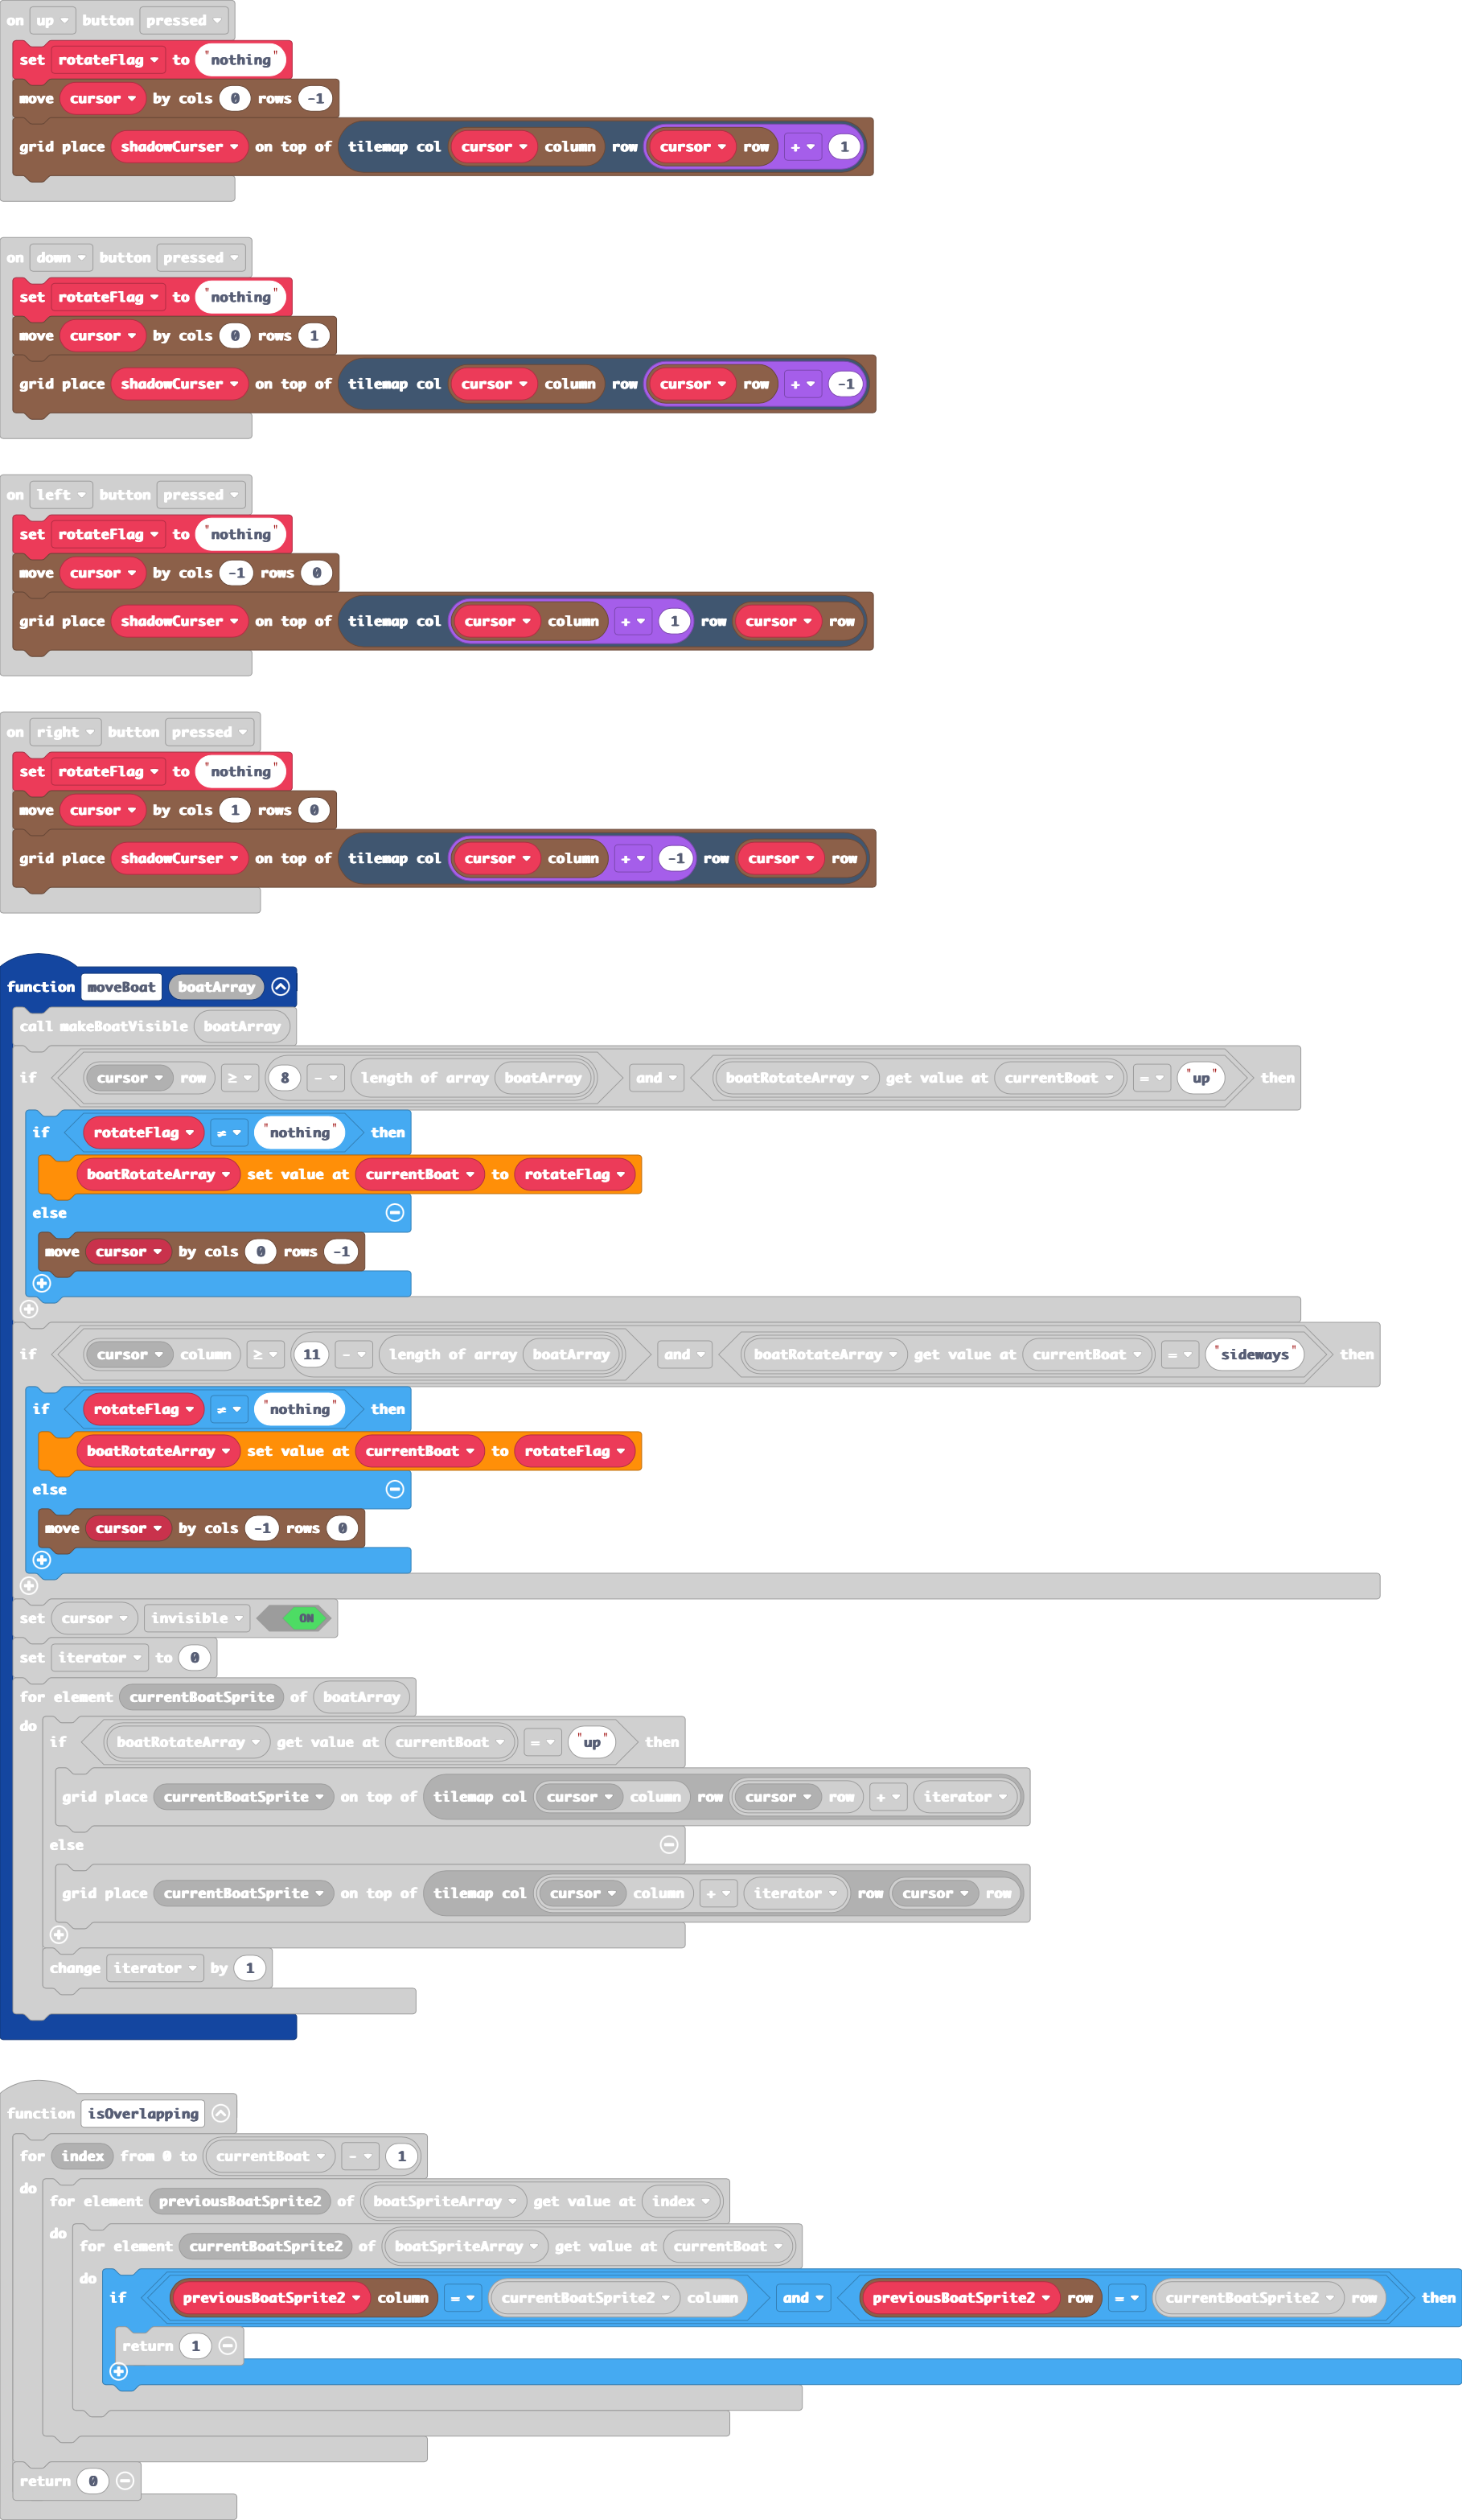 on up button pressed
set rotateFlag to "nothing"
move cursor by cols 0 rows -1
grid place shadowCurser on top of tilemap col cursor column row cursor row + 1
on down button pressed
set rotateFlag to "nothing"
move cursor by cols 0 rows 1
grid place shadowCurser on top of tilemap col cursor column row cursor row + -1
on left button pressed
set rotateFlag to "nothing"
move cursor by cols -1 rows 0
grid place shadowCurser on top of tilemap col cursor column + 1 row cursor row
on right button pressed
set rotateFlag to "nothing"
move cursor by cols 1 rows 0
grid place shadowCurser on top of tilemap col cursor column + -1 row cursor row
function moveBoat boatArray
call makeBoatVisible boatArray
if cursor row ≥ 8 - length of array boatArray and boatRotateArray get value at currentBoat = "up" then
if rotateFlag ≠ "nothing" then
boatRotateArray set value at currentBoat to rotateFlag
else
move cursor by cols 0 rows -1
if cursor column ≥ 11 - length of array boatArray and boatRotateArray get value at currentBoat = "sideways" then
if rotateFlag ≠ "nothing" then
boatRotateArray set value at currentBoat to rotateFlag
else
move cursor by cols -1 rows 0
set cursor invisible ON
set iterator to 0
for element currentBoatSprite of boatArray
do if boatRotateArray get value at currentBoat = "up" then
grid place currentBoatSprite on top of tilemap col cursor column row cursor row + iterator
else
grid place currentBoatSprite on top of tilemap col cursor column + iterator row cursor row
change iterator by 1
function isOverlapping
for index from 0 to currentBoat - 1
do for element previousBoatSprite2 of boatSpriteArray get value at index
do for element currentBoatSprite2 of boatSpriteArray get value at currentBoat
do if previousBoatSprite2 column = currentBoatSprite2 column and previousBoatSprite2 row = currentBoatSprite2 row then
return 1
return 0